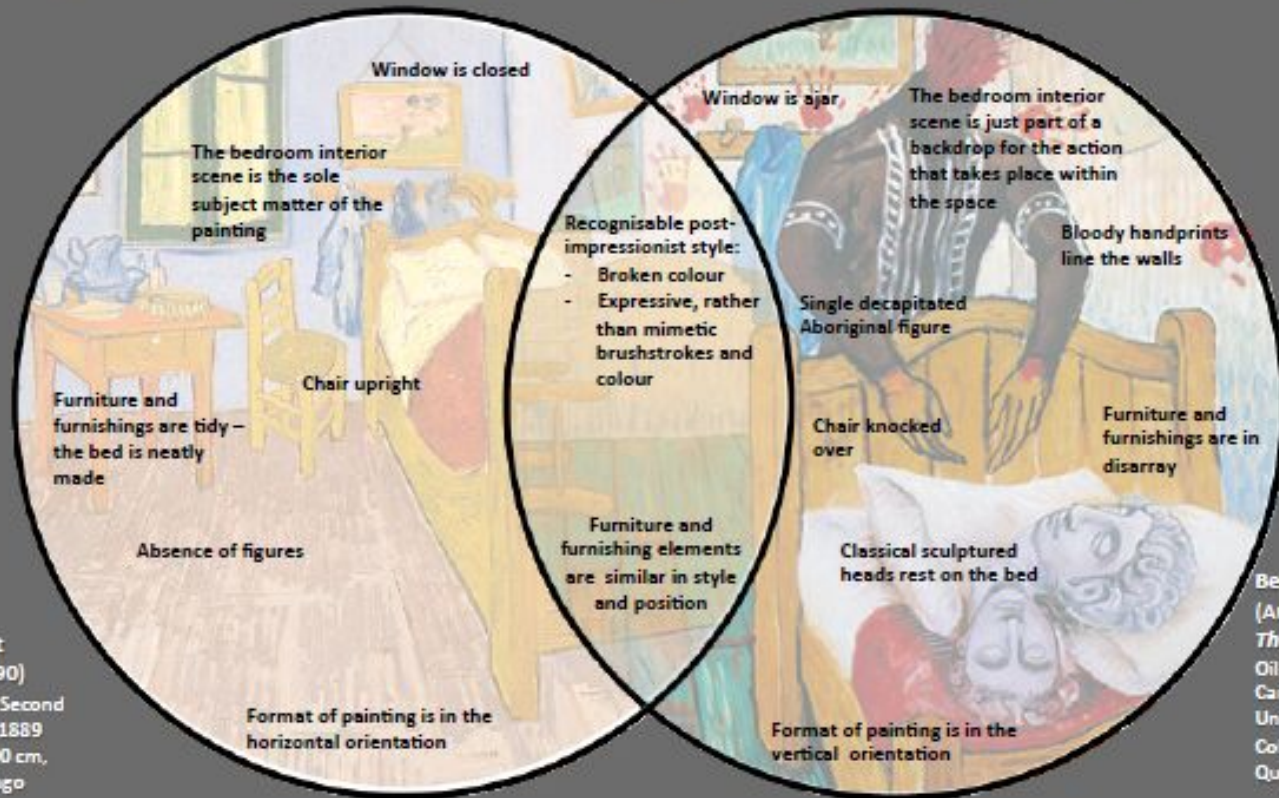 Window is closed
The bedroom interior
scene is the sole
subject matter of the
painting
Chair upright
Furniture and
furnishings are tidy –
the bed is neatly
made
Absence of figures
Format of painting is in the
horizontal orientation
Recognisable post-
impressionist style:
- Broken colour
- Expressive, rather
than mimetic
brushstrokes and
colour
Furniture and
furnishing elements
are similar in style
and position
Window is ajar
The bedroom interior
scene is just part of a
backdrop for the action
that takes place within
the space
Bloody handprints
line the walls
Single decapitated
Aboriginal figure
Chair knocked
over
Furniture and
furnishings are in
disarray
Classical sculptured
heads rest on the bed
Format of painting is in the
vertical orientation
t
90)
Second
1889
0 cm,
ago
Be
(A
Th
Oil
Ca
Un
Co
Qu